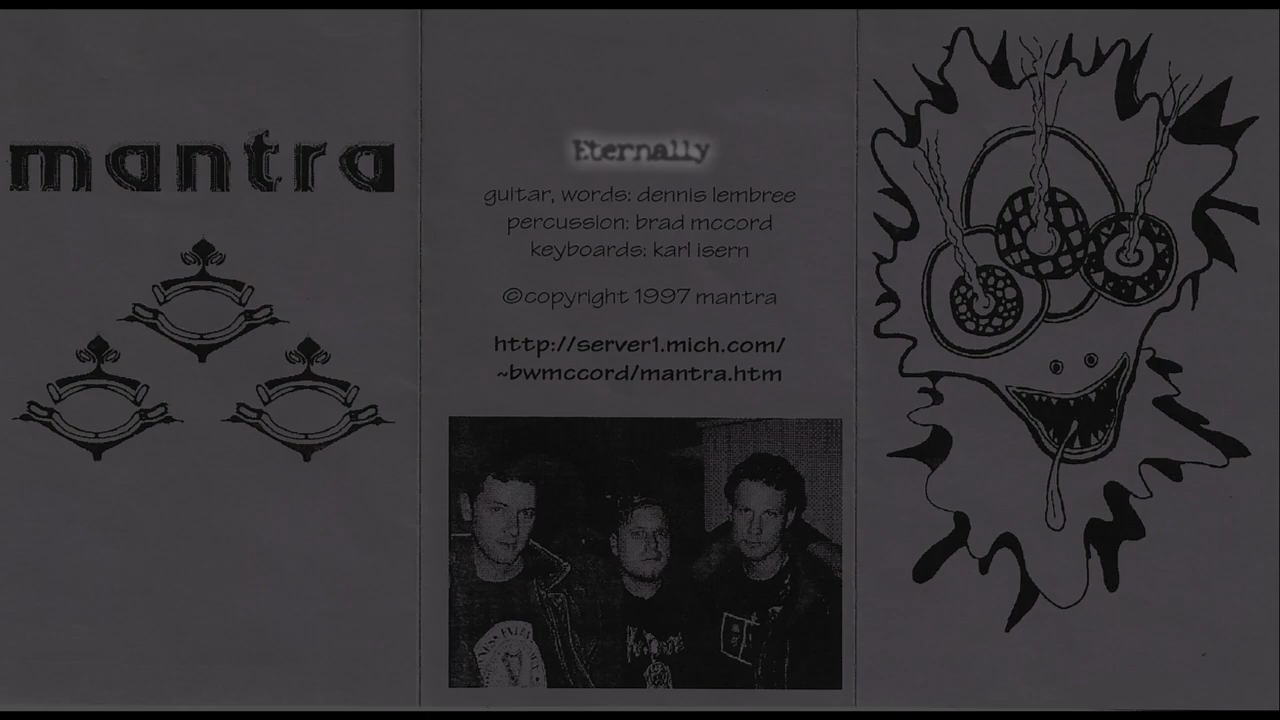 mantra
Eternally
guitar, words: dennis lembree
percussion: brad mccord
keyboards: karl isern
©copyright 1997 mantra
http://server1.mich.com/
~bwmccord/mantra.htm